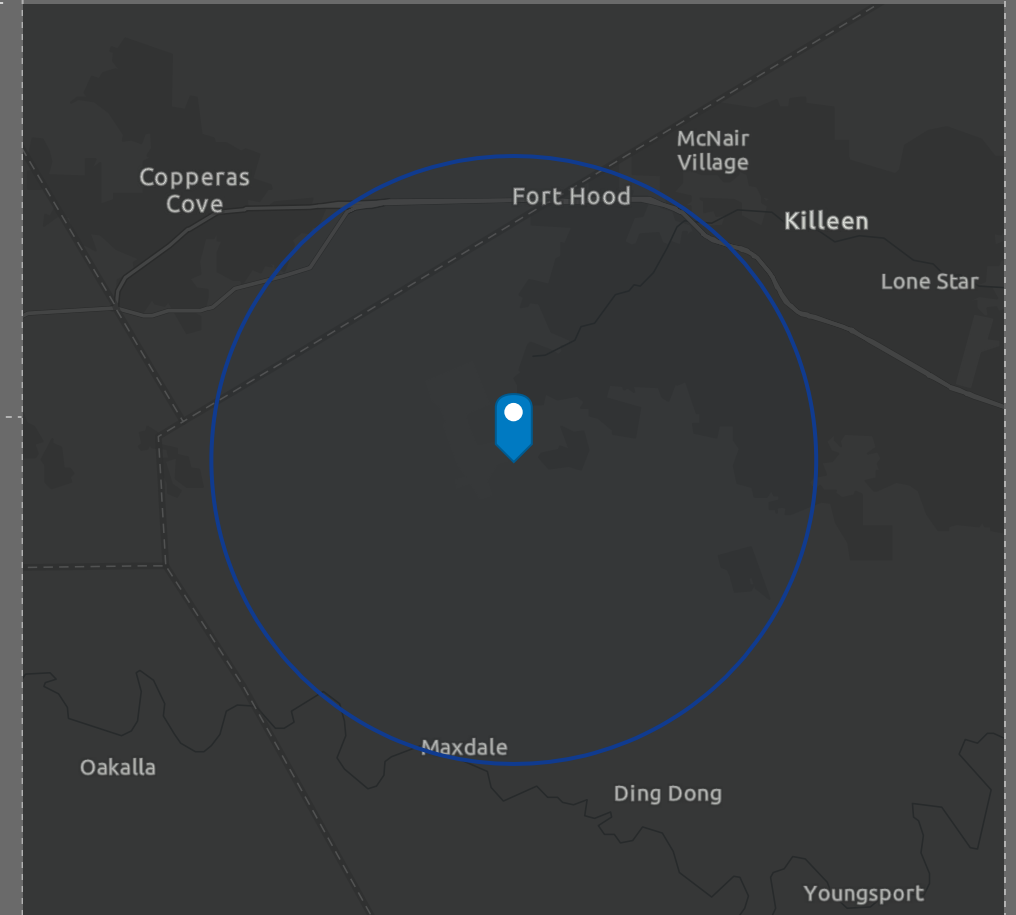 McNair
Village
Copperas
Cove
Fort Hood
Killeen
Lone Star
Maxdale
Oakalla
Ding Dong
Youngsport